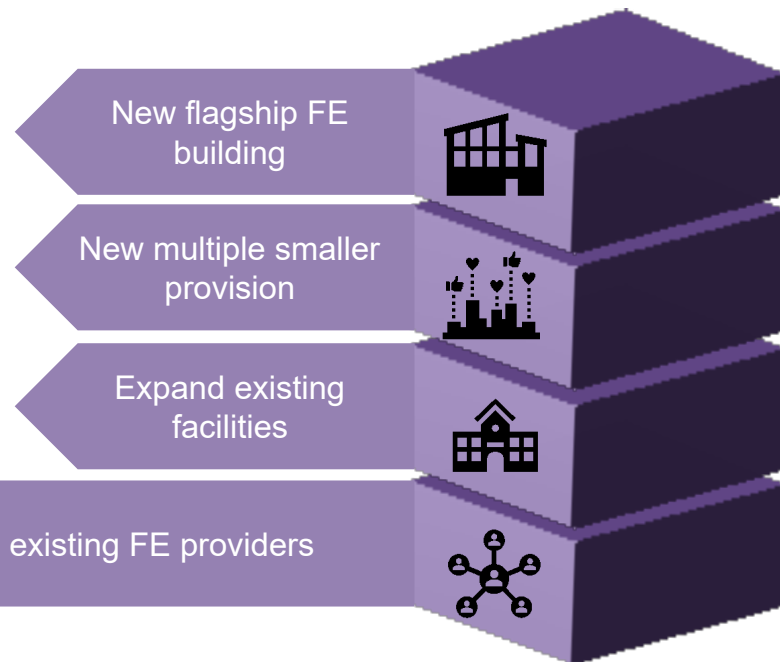 New flagship FE
building
New multiple smaller
provision
Expand existing
facilities
existing FE providers